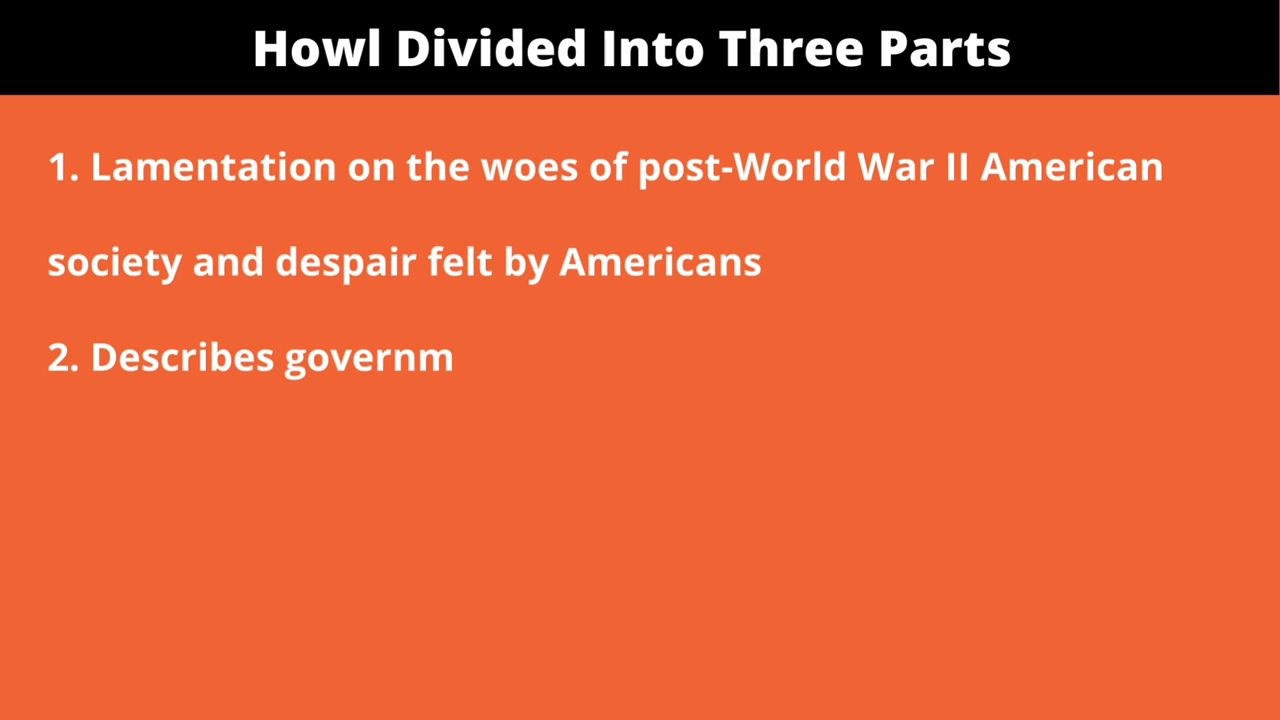 Howl Divided Into Three Parts
1. Lamentation on the woes of post-World War II American
society and despair felt by Americans
2. Describes governm